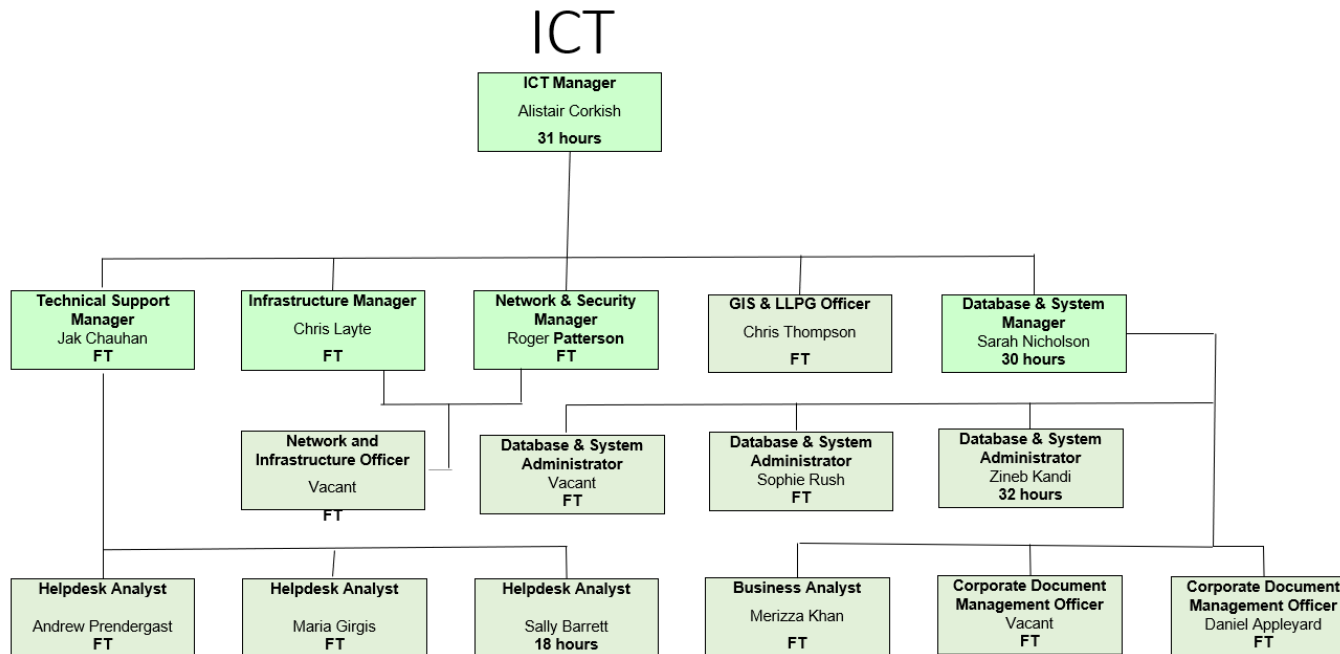 ICT
ICT Manager
Alistair Corkish
31 hours
Technical Support
Manager
Jak Chauhan
FT
Infrastructure Manager
Chris Layte
FT
Network & Security
Manager
Roger Patterson
FT
GIS & LLPG Officer
Chris Thompson
FT
Database & System
Manager
Sarah Nicholson
30 hours
Network and
Infrastructure Officer
Vacant
FT
Database & System
Administrator
Vacant
FT
Database & System
Administrator
Sophie Rush
FT
Database & System
Administrator
Zineb Kandi
32 hours
Helpdesk Analyst
Andrew Prendergast
FT
Helpdesk Analyst
Maria Girgis
FT
Helpdesk Analyst
Sally Barrett
18 hours
Business Analyst
Merizza Khan
FT
Corporate Document
Management Officer
Vacant
FT
Corporate Document
Management Officer
Daniel Appleyard
FT